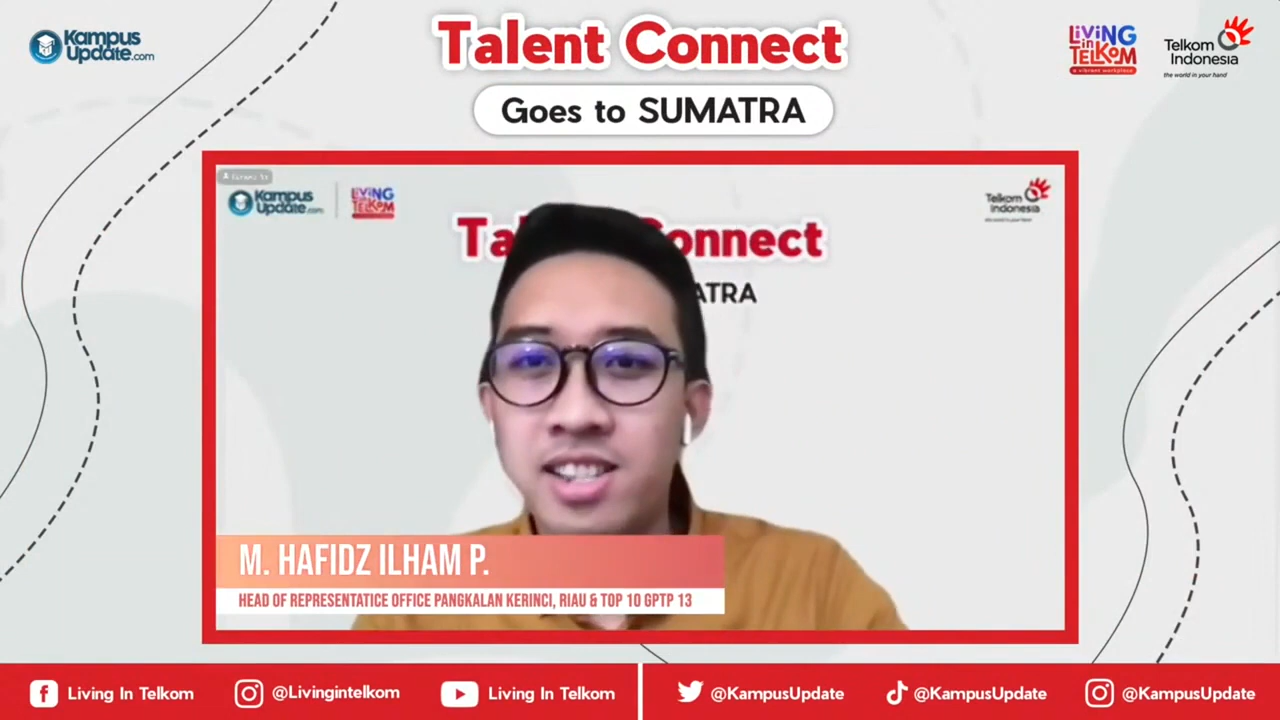 Kampus
Update.com
Talent Connect
Goes to SUMATRA
LiViNG
in
TELKOM
a vibrant workplace
Telkom
Indonesia
the world in your hand
Kampus
Update.com
LiViNG
in
TELKOM
Telkom
Indonesia
Ta onnect
ATRA
M. HAFIDZ ILHAM P.
HEAD OF REPRESENTATICE OFFICE PANGKALAN KERINCI, RIAU & TOP 10 GPTP 13
Living In Telkom
@Livingintelkom
Living In Telkom
@KampusUpdate
@KampusUpdate
@KampusUpdate